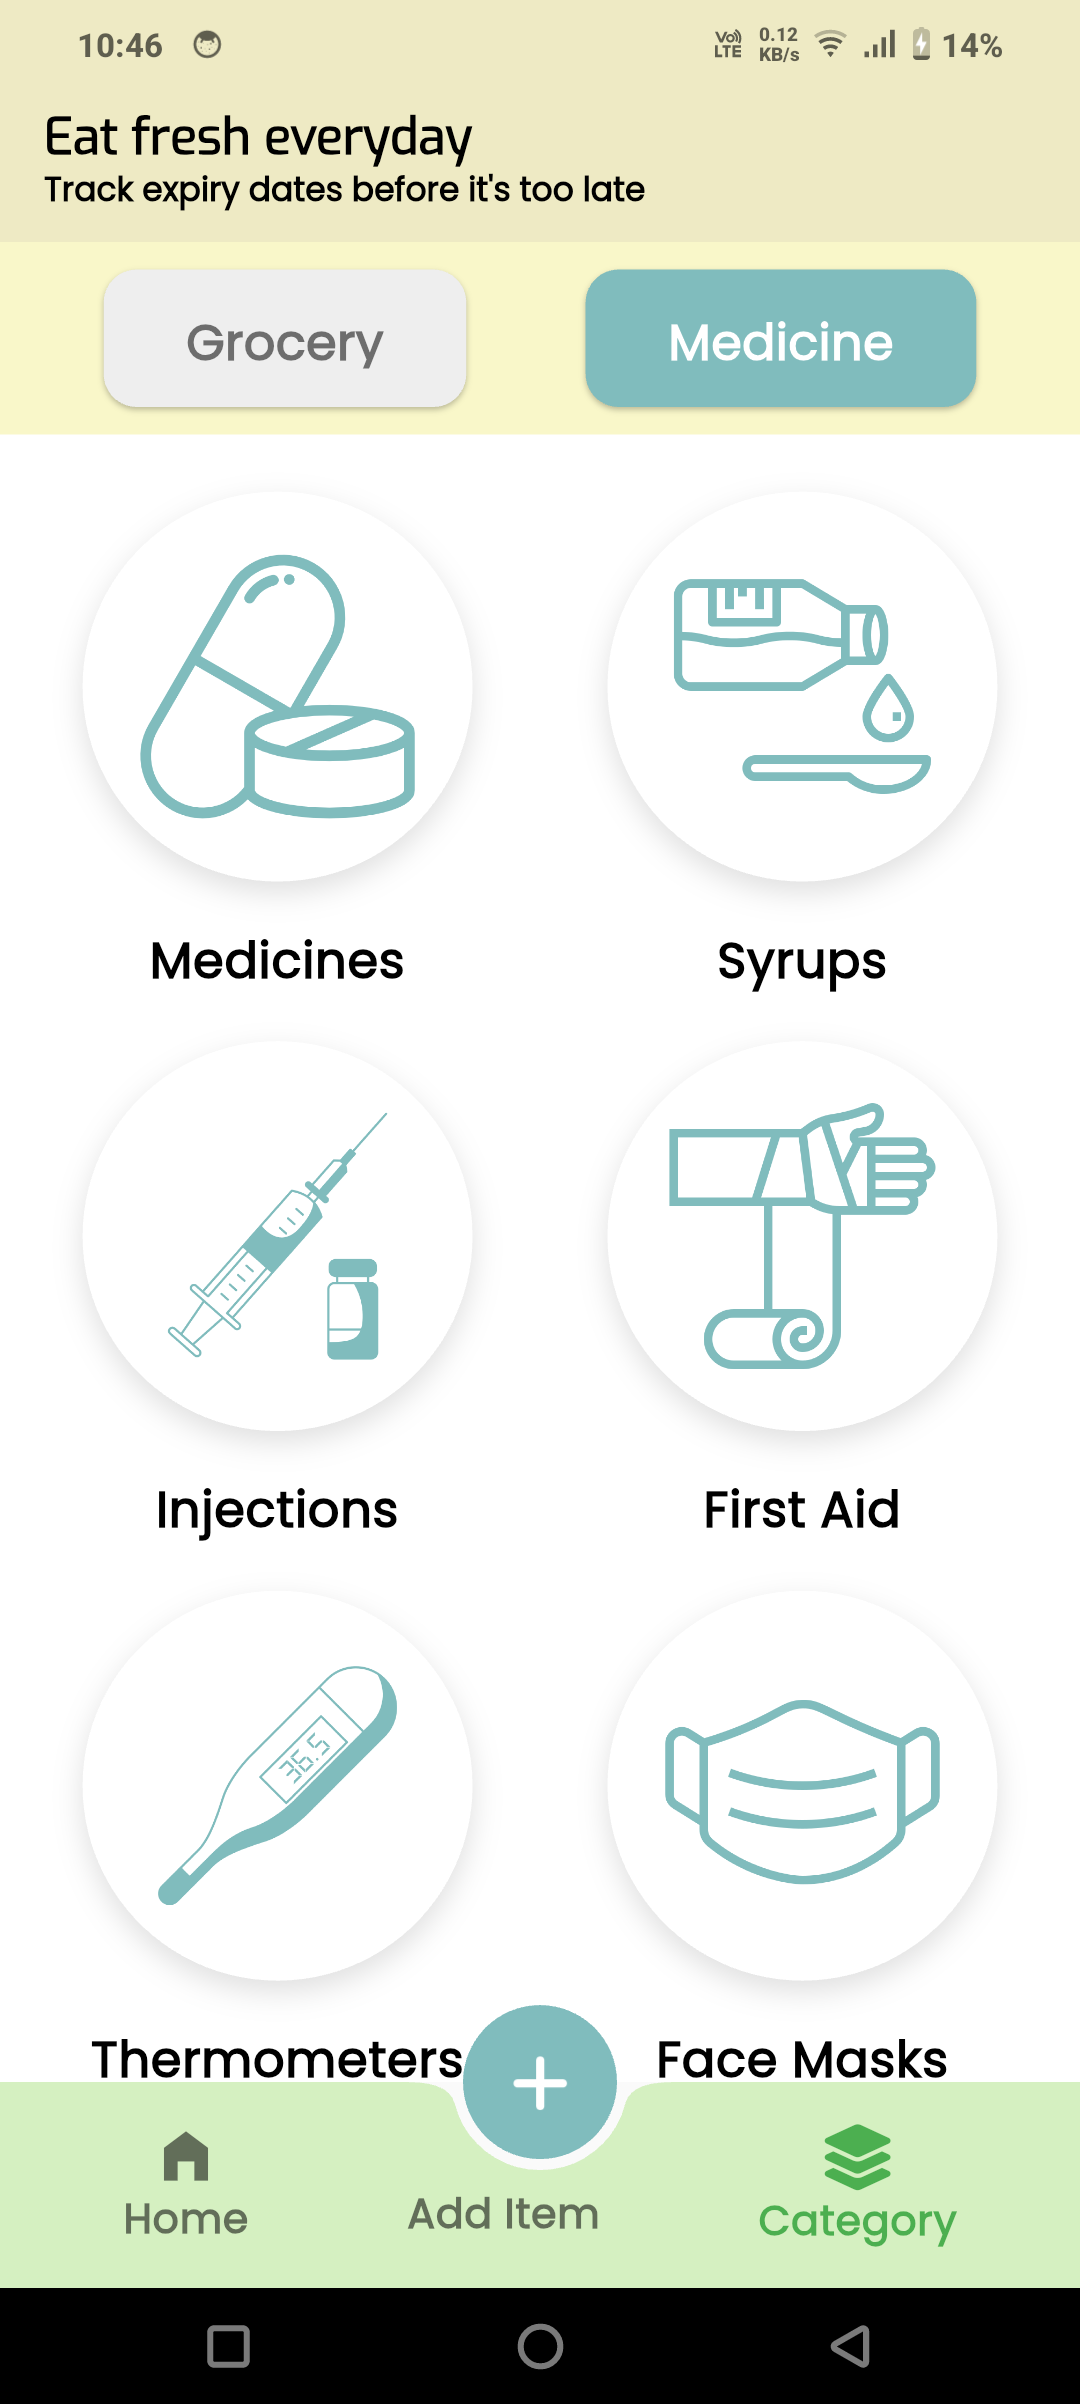 10:46
Vo)) LTE 0.12 KB/s 14%
Eat fresh everyday
Track expiry dates before it's too late
Grocery Medicine
Medicines Syrups
Injections First Aid
36.5
Thermometers Face Masks
Home Add Item Category